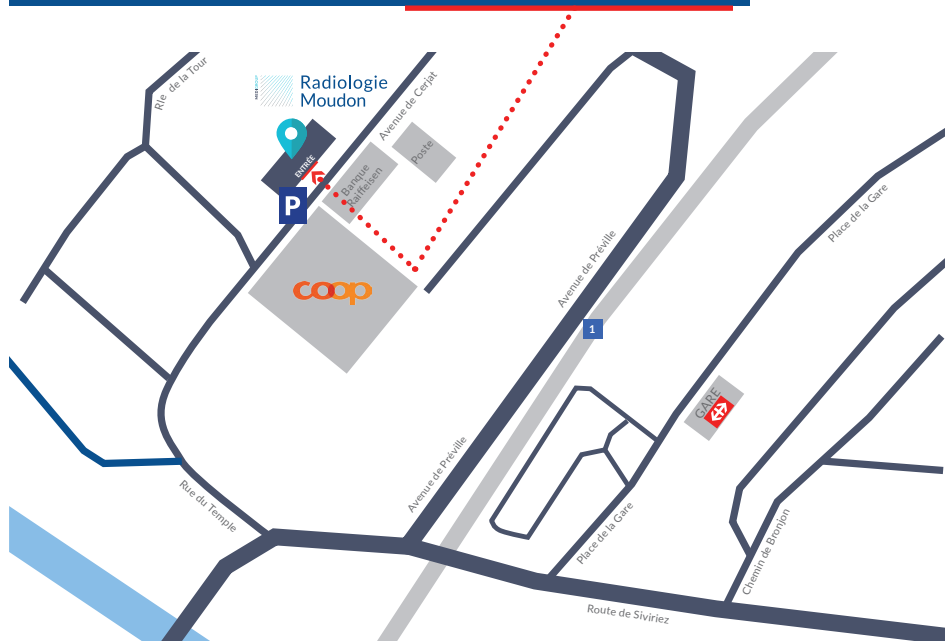 Rle de la Tour
Radiologie
Moudon
Avenue de Cerjat
ENTRÉE
Banque
Raiffeisen
Poste
P
coop
Avenue de Préville
Place de la Gare
1
GARE
Avenue de Préville
Rue du Temple
Place de la Gare
Chemin de Bronjon
Route de Siviriez